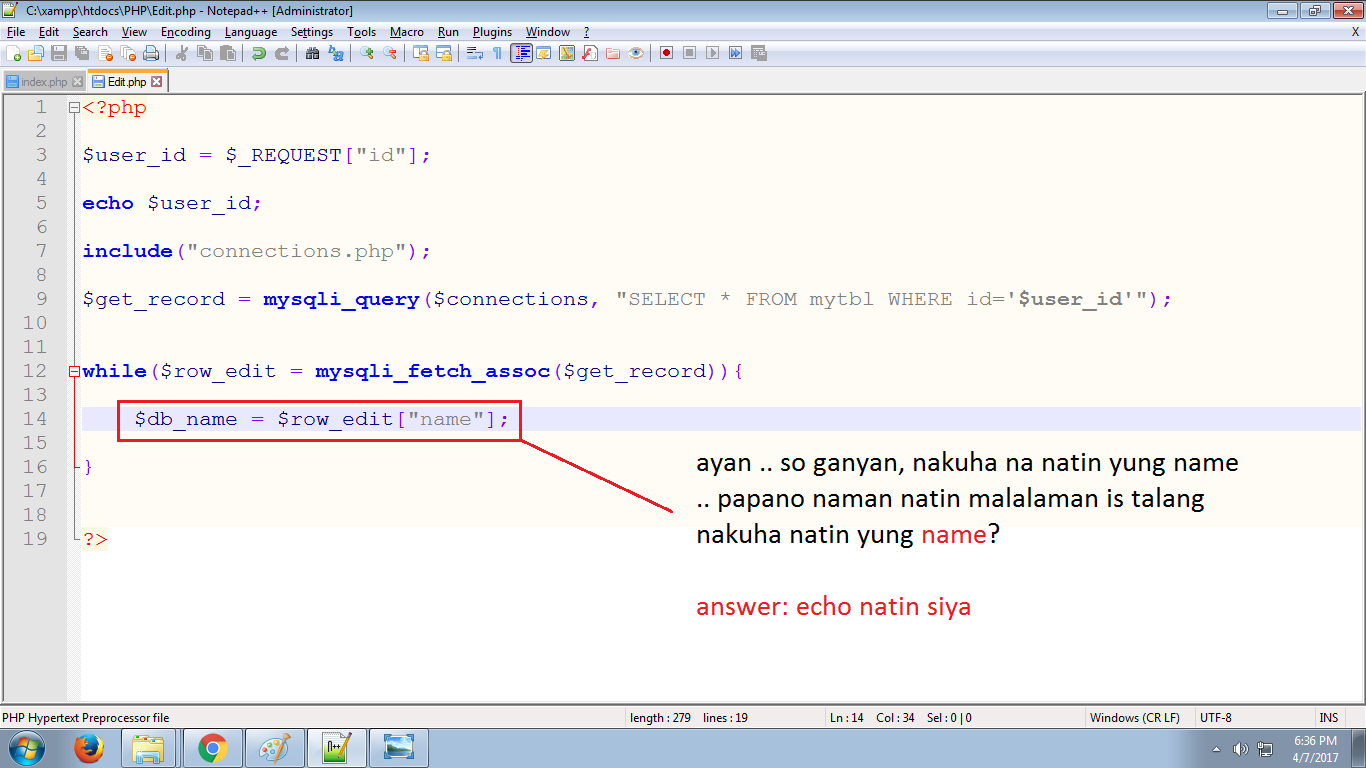 C:\xampp\htdocs\PHP\Edit.php - Notepad++ [Administrator]
File Edit Search View Encoding Language Settings Tools Macro Run Plugins Window ? X
index.php Edit.php
1 <?php
2
3 $user_id = $_REQUEST["id"];
4
5 echo $user_id;
6
7 include("connections.php");
8
9 $get_record = mysqli_query($connections, "SELECT * FROM mytbl WHERE id='$user_id'");
10
11
12 while($row_edit = mysqli_fetch_assoc($get_record)){
13
14 $db_name = $row_edit["name"];
15
16 }
17
18
19 ?>
ayan .. so ganyan, nakuha na natin yung name
.. papano naman natin malalaman is talang
nakuha natin yung name?
answer: echo natin siya
PHP Hypertext Preprocessor file length : 279 lines : 19 Ln : 14 Col : 34 Sel : 0 | 0 Windows (CR LF) UTF-8 INS
6:36 PM
4/7/2017